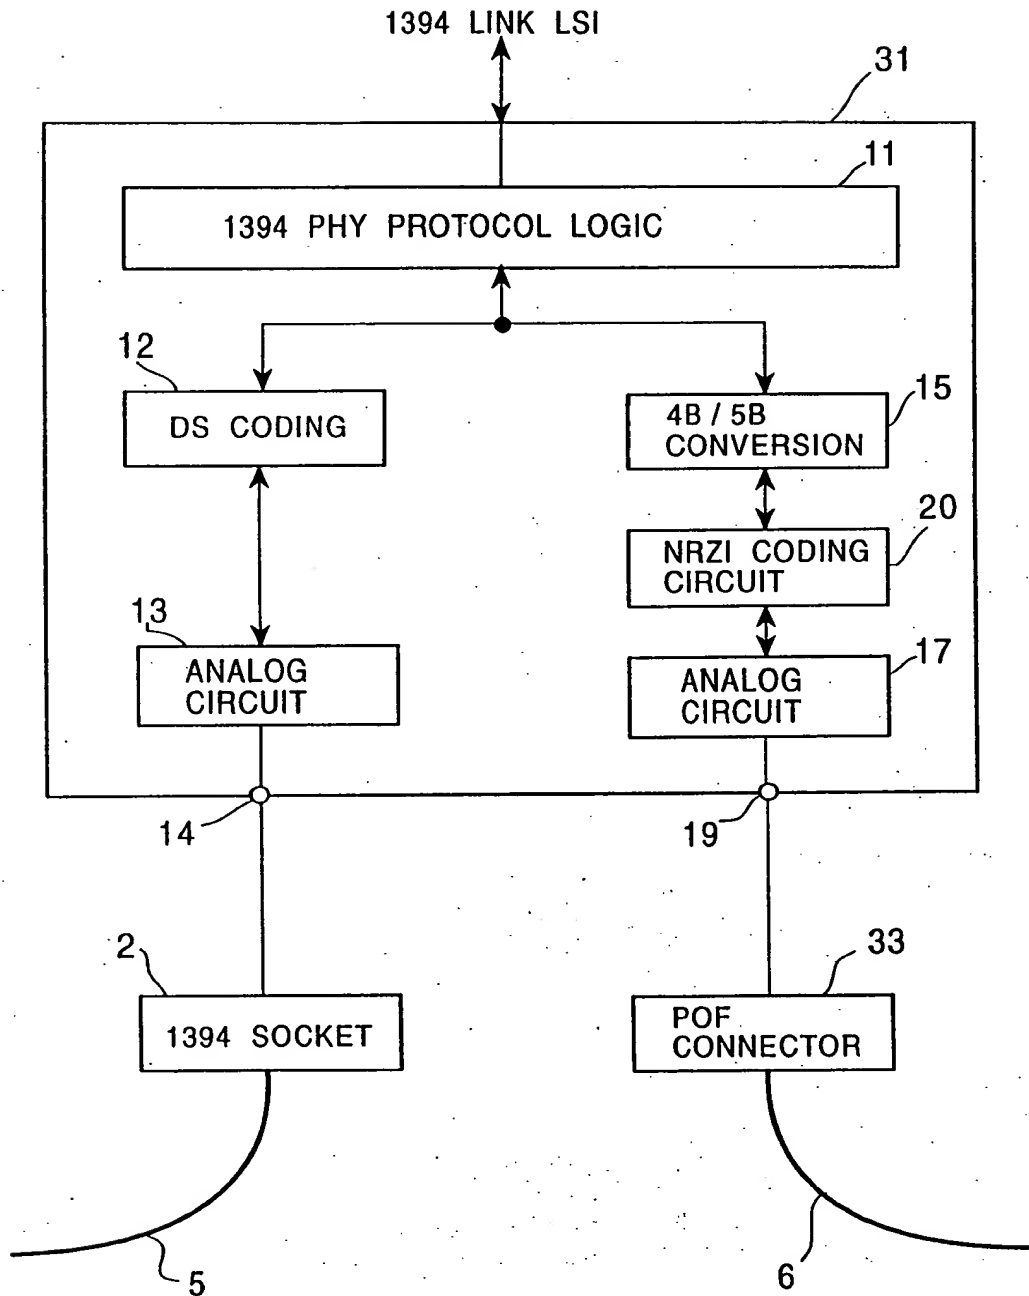 1394 LINK LSI
31
11
1394 PHY PROTOCOL LOGIC
12
DS CODING
15
4B / 5B
CONVERSION
20
NRZI CODING
CIRCUIT
13
ANALOG
CIRCUIT
17
ANALOG
CIRCUIT
14
19
2
1394 SOCKET
33
POF
CONNECTOR
5
6